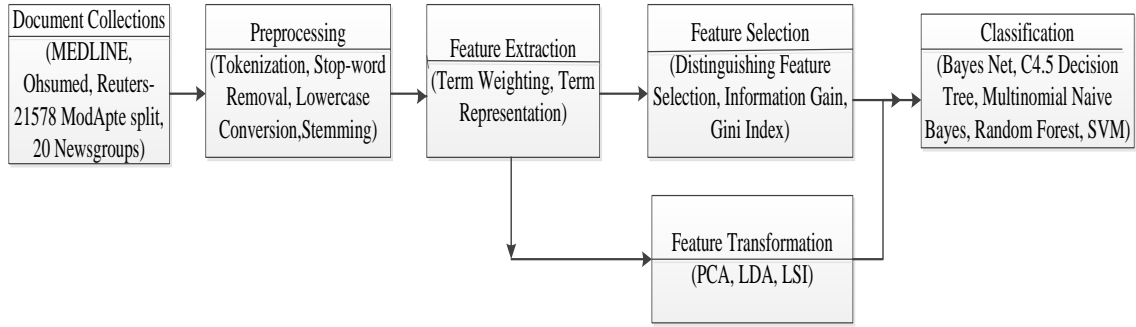 Document Collections
(MEDLINE,
Ohsumed, Reuters-
21578 ModApte split,
20 Newsgroups)
Preprocessing
(Tokenization, Stop-word
Removal, Lowercase
Conversion,Stemming)
Feature Extraction
(Term Weighting, Term
Representation)
Feature Selection
(Distinguishing Feature
Selection, Information Gain,
Gini Index)
Classification
(Bayes Net, C4.5 Decision
Tree, Multinomial Naive
Bayes, Random Forest, SVM)
Feature Transformation
(PCA, LDA, LSI)